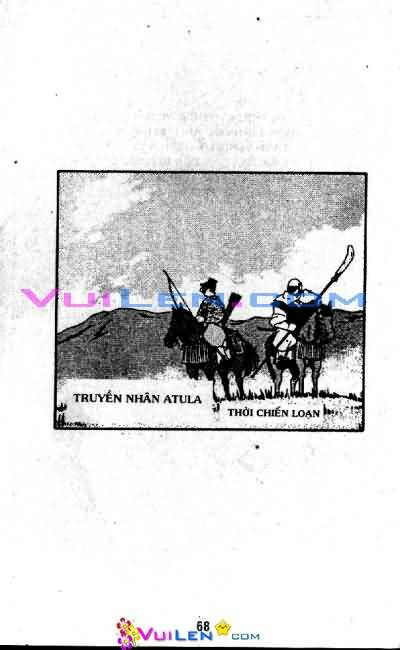 VuiLen.com
TRUYỀN NHÂN ATULA
THỜI CHIẾN LOẠN
68
VuiLen.com